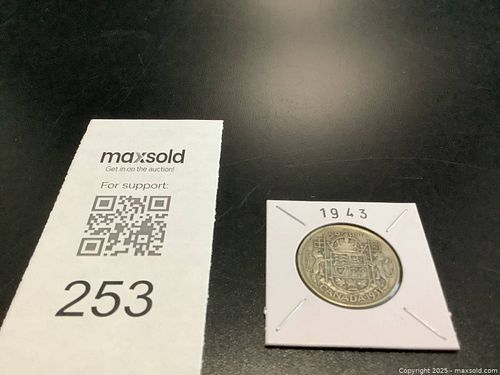 maxsold
Get in on the auction!
For support:
253
1943
CANADA
Copyright 2025 - maxsold.com